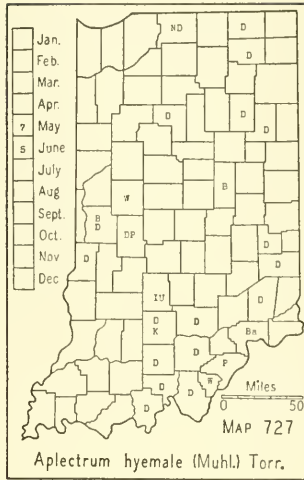 Jan.
Feb.
Mar.
Apr.
7 May
5 June
July
Aug
Sept.
Oct.
Nov
Dec
ND D
D
D D
D
B
W
B
D DP
D
D
D
IU
D
K D
D
Ba
D D
P
D W
D D
Miles
0 50
MAP 727
Aplectrum hyemale (Muhl.) Torr.